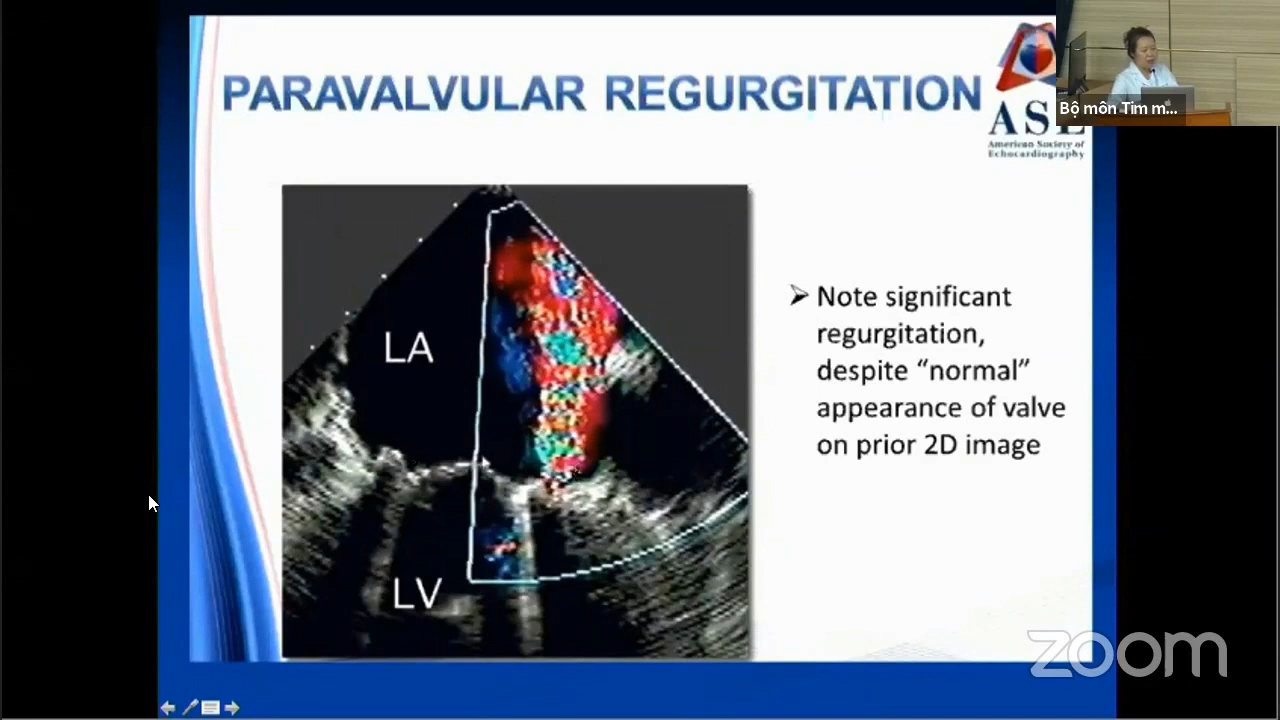 PARAVALVULAR REGURGITATION
American Society of
Echocardiography
Bộ môn Tim m...
LA
LV
Note significant
regurgitation,
despite “normal”
appearance of valve
on prior 2D image
zoom